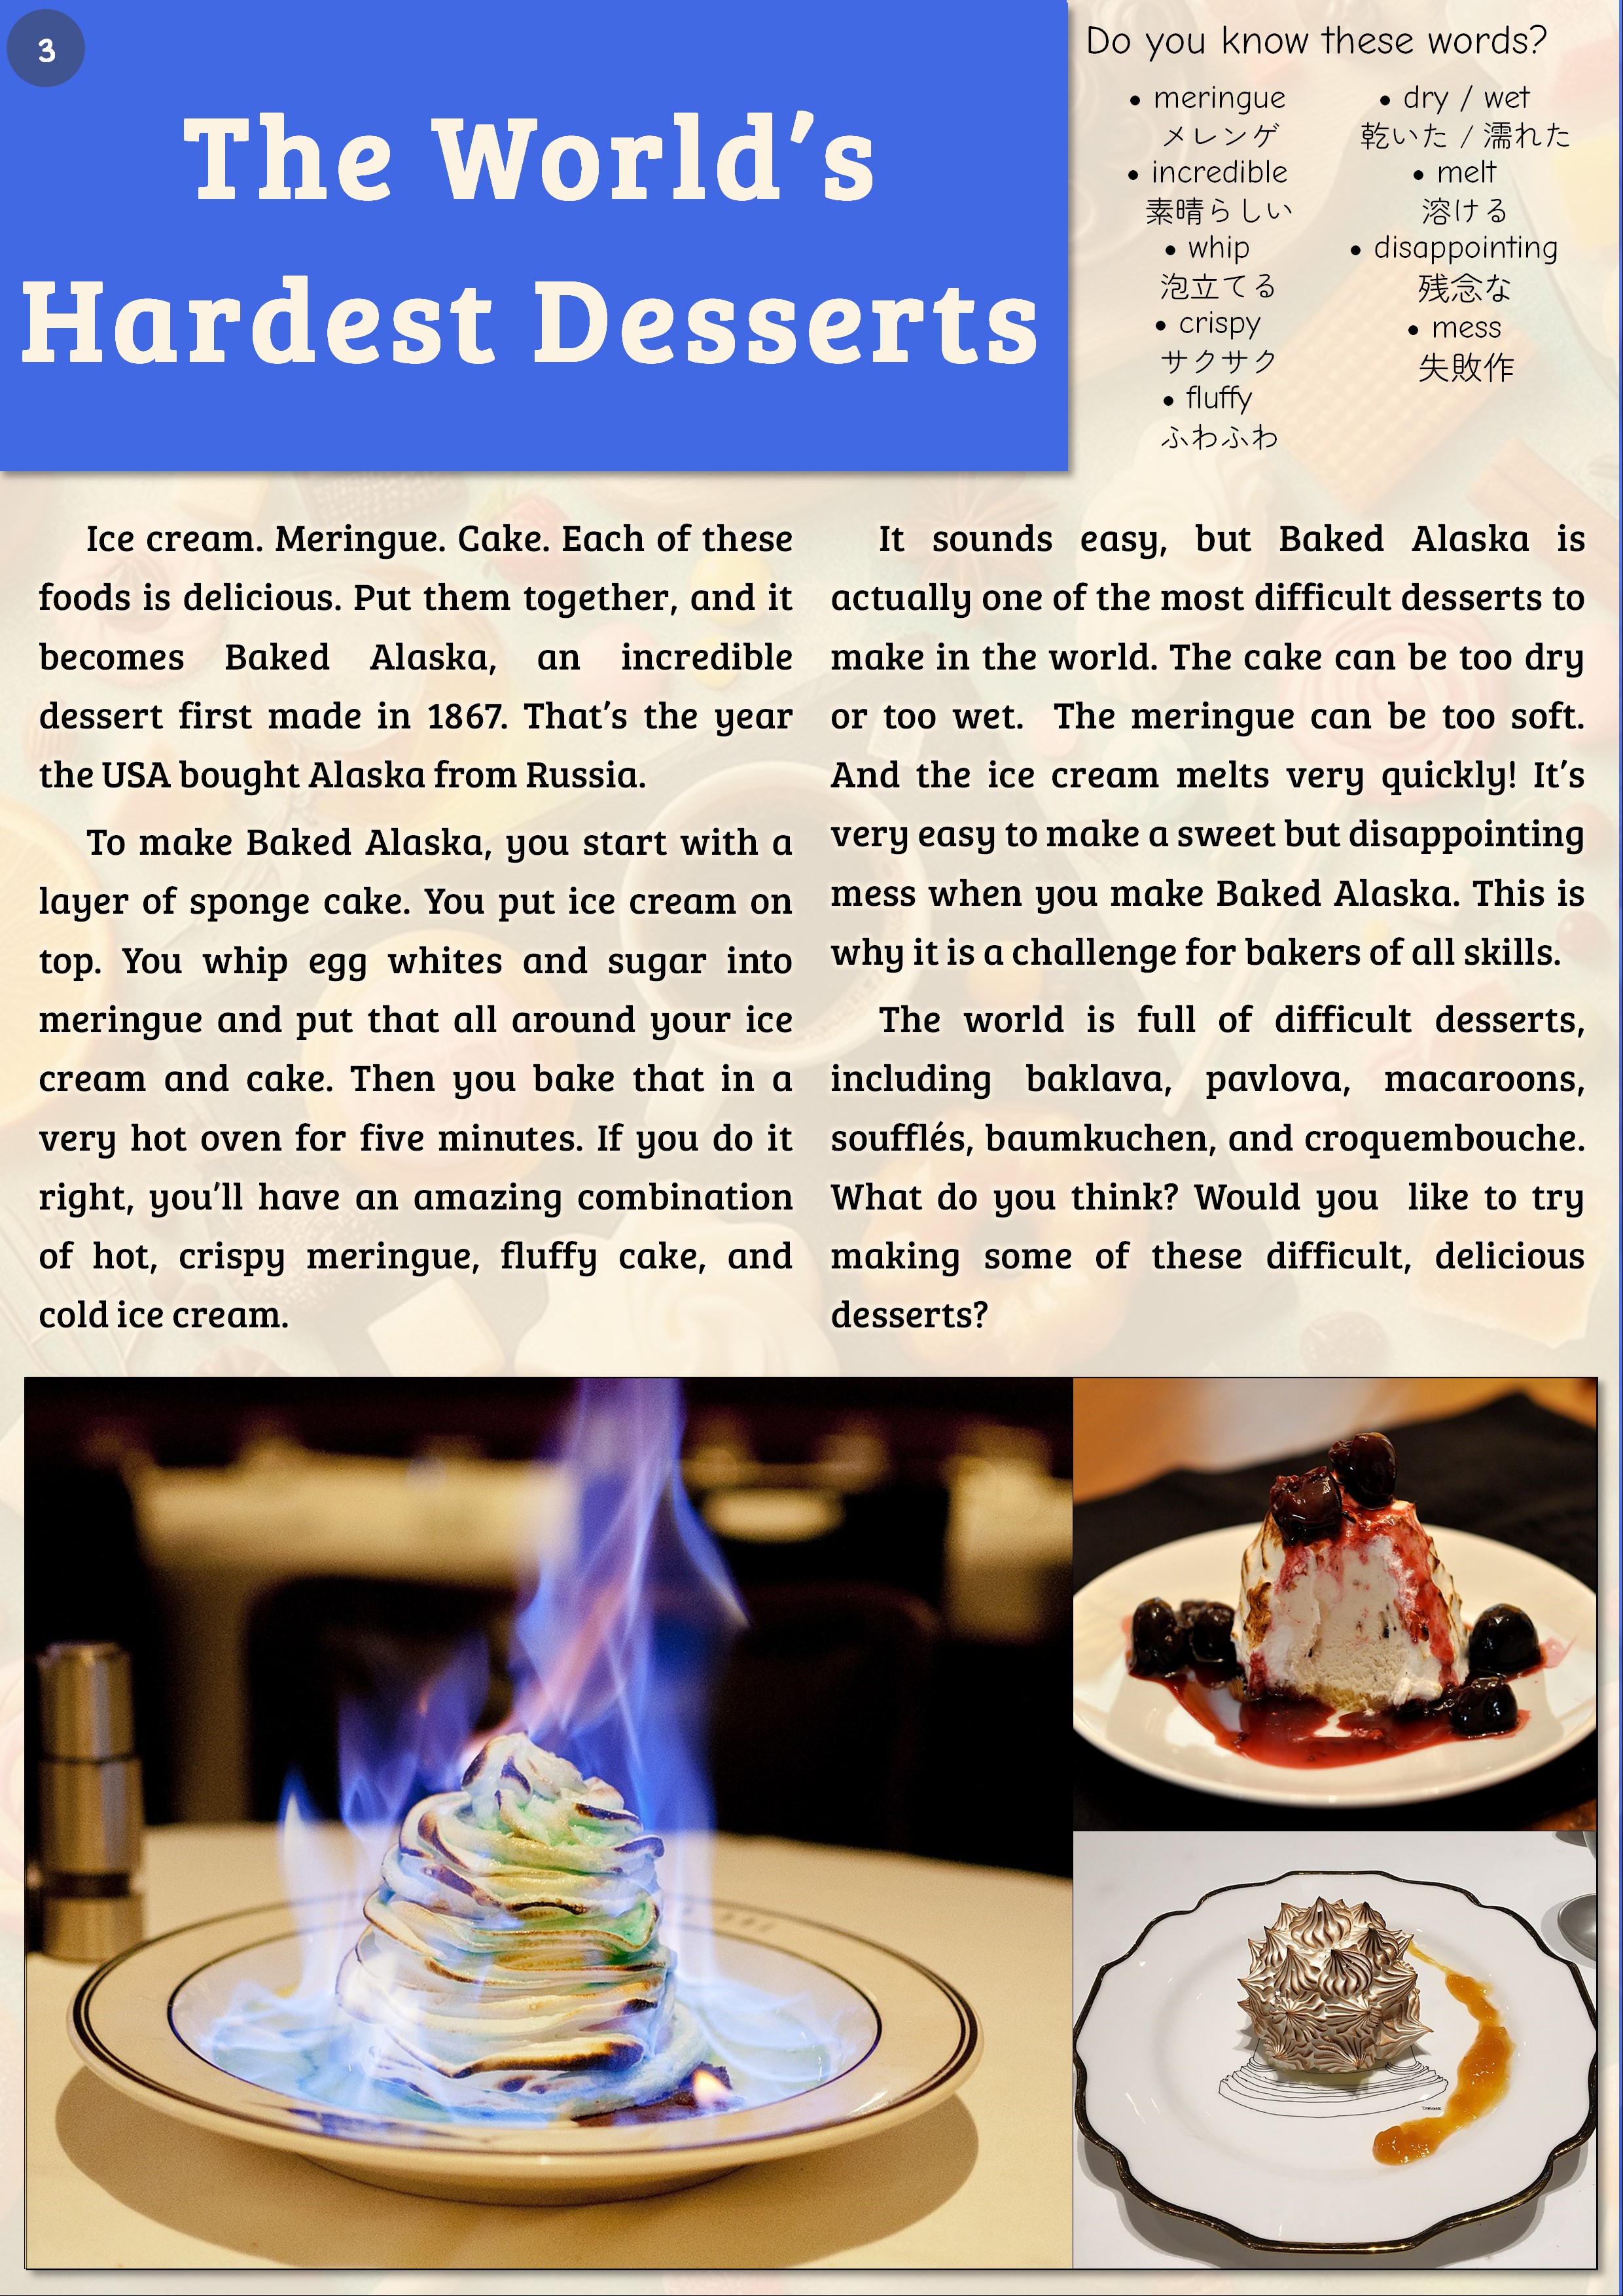 3
The World's
Hardest Desserts
Do you know these words?
• meringue
メレンゲ
• incredible
素晴らしい
• whip
泡立てる
• crispy
サクサク
• fluffy
ふわふわ
• dry / wet
乾いた / 濡れた
• melt
溶ける
• disappointing
残念な
• mess
失敗作
Ice cream. Meringue. Cake. Each of these
foods is delicious. Put them together, and it
becomes Baked Alaska, an incredible
dessert first made in 1867. That's the year
the USA bought Alaska from Russia.
To make Baked Alaska, you start with a
layer of sponge cake. You put ice cream on
top. You whip egg whites and sugar into
meringue and put that all around your ice
cream and cake. Then you bake that in a
very hot oven for five minutes. If you do it
right, you'll have an amazing combination
of hot, crispy meringue, fluffy cake, and
cold ice cream.
It sounds easy, but Baked Alaska is
actually one of the most difficult desserts to
make in the world. The cake can be too dry
or too wet. The meringue can be too soft.
And the ice cream melts very quickly! It's
very easy to make a sweet but disappointing
mess when you make Baked Alaska. This is
why it is a challenge for bakers of all skills.
The world is full of difficult desserts,
including baklava, pavlova, macaroons,
soufflés, baumkuchen, and croquembouche.
What do you think? Would you like to try
making some of these difficult, delicious
desserts?